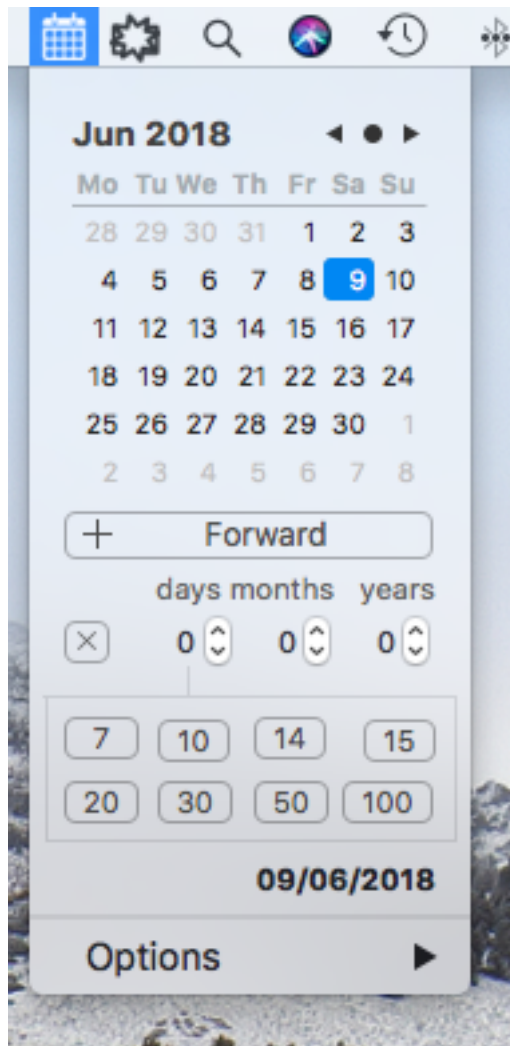 Jun 2018
Mo Tu We Th Fr Sa Su
28 29 30 31 1 2 3
4 5 6 7 8 9 10
11 12 13 14 15 16 17
18 19 20 21 22 23 24
25 26 27 28 29 30 1
2 3 4 5 6 7 8
+ Forward
days months years
0 0 0
7 10 14 15
20 30 50 100
09/06/2018
Options